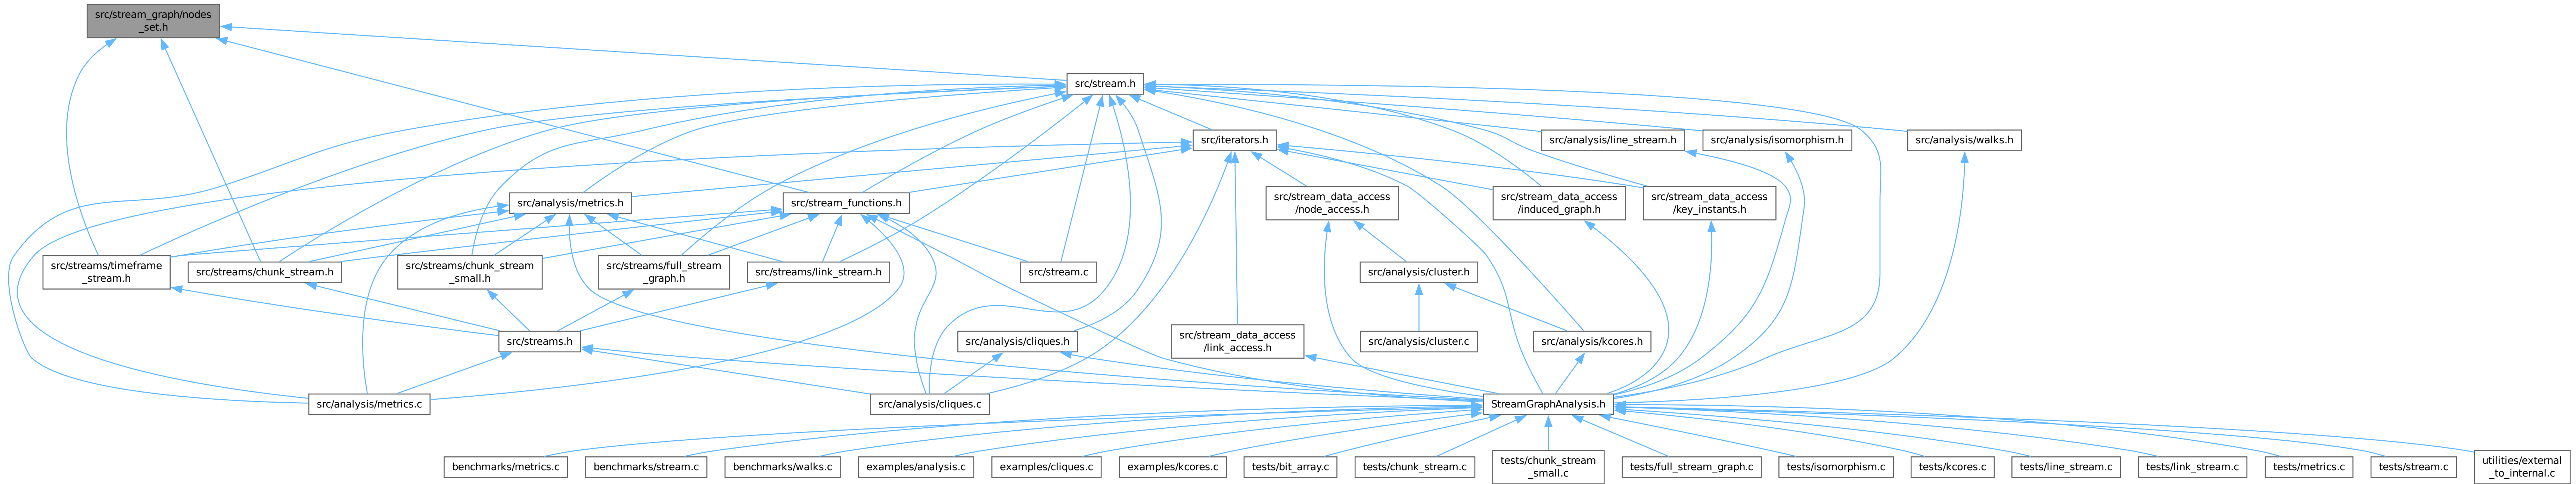 src/stream_graph/nodes
_set.h
src/stream.h
src/iterators.h
src/analysis/line_stream.h
src/analysis/isomorphism.h
src/analysis/walks.h
src/analysis/metrics.h
src/stream_functions.h
src/stream_data_access
/node_access.h
src/stream_data_access
/induced_graph.h
src/stream_data_access
/key_instants.h
src/streams/timeframe
_stream.h
src/streams/chunk_stream.h
src/streams/chunk_stream
_small.h
src/streams/full_stream
_graph.h
src/streams/link_stream.h
src/stream.c
src/analysis/cluster.h
src/streams.h
src/analysis/cliques.h
src/stream_data_access
/link_access.h
src/analysis/cluster.c
src/analysis/kcores.h
src/analysis/metrics.c
src/analysis/cliques.c
StreamGraphAnalysis.h
benchmarks/metrics.c
benchmarks/stream.c
benchmarks/walks.c
examples/analysis.c
examples/cliques.c
examples/kcores.c
tests/bit_array.c
tests/chunk_stream.c
tests/chunk_stream
_small.c
tests/full_stream_graph.c
tests/isomorphism.c
tests/kcores.c
tests/line_stream.c
tests/link_stream.c
tests/metrics.c
tests/stream.c
utilities/external
_to_internal.c